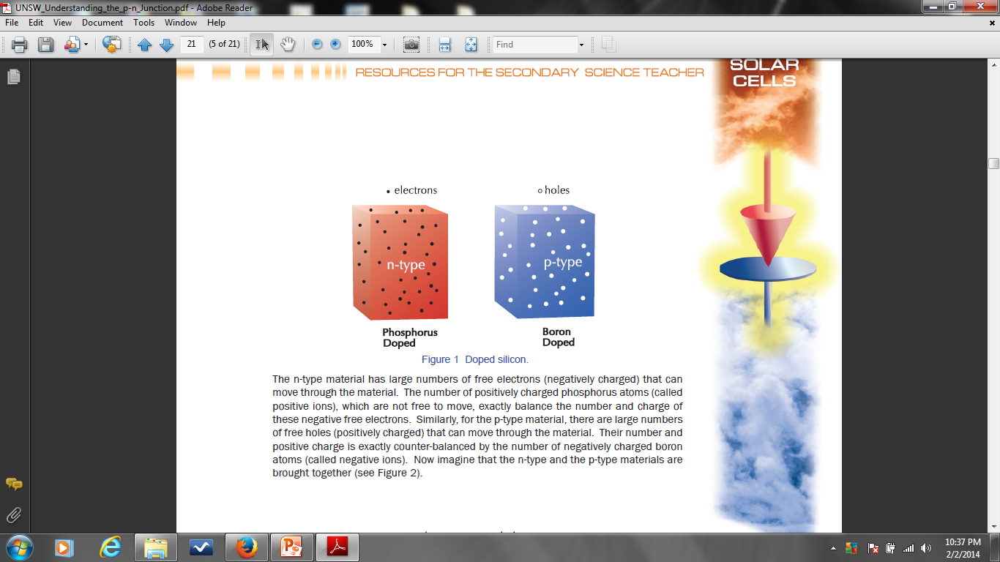 UNSW_Understanding_the_p-n_Junction.pdf - Adobe Reader
File Edit View Document Tools Window Help
21 (5 of 21) 100% Find
RESOURCES FOR THE SECONDARY SCIENCE TEACHER
SOLAR
CELLS
electrons
holes
n-type
p-type
Phosphorus
Doped
Boron
Doped
Figure 1 Doped silicon.
The n-type material has large numbers of free electrons (negatively charged) that can
move through the material. The number of positively charged phosphorus atoms (called
positive ions), which are not free to move, exactly balance the number and charge of
these negative free electrons. Similarly, for the p-type material, there are large numbers
of free holes (positively charged) that can move through the material. Their number and
positive charge is exactly counter-balanced by the number of negatively charged boron
atoms (called negative ions). Now imagine that the n-type and the p-type materials are
brought together (see Figure 2).
10:37 PM
2/2/2014